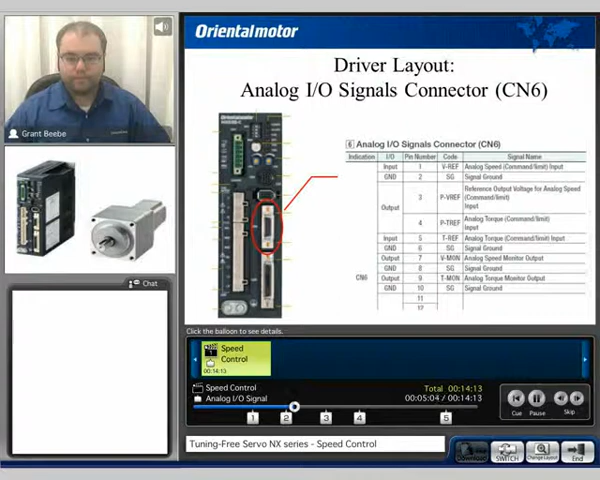 Orientalmotor
Driver Layout:
Analog I/O Signals Connector (CN6)
Grant Beebe
Orientalmotor
6 Analog I/O Signals Connector (CN6)
Indication I/O Pin Number Code Signal Name
Input 1 V-REF Analog Speed (Command/limit) Input
GND 2 SG Signal Ground
Output 3 P-VREF Reference Output Voltage for Analog Speed (Command/limit) Input
4 P-TREF Analog Torque (Command/limit) Input
Input 5 T-REF Analog Torque (Command/limit) Input
GND 6 SG Signal Ground
Output 7 V-MON Analog Speed Monitor Output
GND 8 SG Signal Ground
CN6 Output 9 T-MON Analog Torque Monitor Output
GND 10 SG Signal Ground
11
12
Chat
Click the balloon to see details.
1
Speed
Control
00:14:13
Speed Control
Total 00:14:13
Analog I/O Signal
00:05:04 / 00:14:13
1 2 3 4 5
Cue Pause Skip
Tuning-Free Servo NX series - Speed Control
Download SWITCH Change Layout End